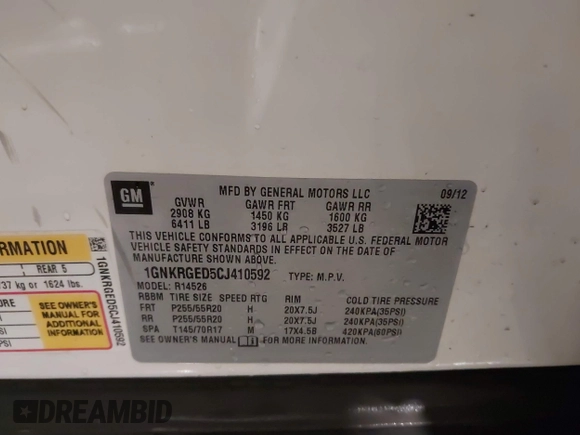 GM
MFD BY GENERAL MOTORS LLC 09/12
GVWR GAWR FRT GAWR RR
2908 KG 1450 KG 1600 KG
6411 LB 3196 LB 3527 LB
THIS VEHICLE CONFORMS TO ALL APPLICABLE U.S. FEDERAL MOTOR
VEHICLE SAFETY STANDARDS IN EFFECT ON THE DATE OF
MANUFACTURE SHOWN ABOVE.
1GNKRGED5CJ410592 TYPE: M.P.V.
MODEL: R14526
RBBM TIRE SIZE SPEED RTG RIM COLD TIRE PRESSURE
FRT P255/55R20 H 20X7.5J 240KPA(35PSI)
RR P255/55R20 H 20X7.5J 240KPA(35PSI)
SPA T145/70R17 M 17X4.5B 420KPA(60PSI)
SEE OWNER'S MANUAL FOR MORE INFORMATION.
FORMATION
1 REAR 5
737 kg or 1624 lbs.
SEE OWNER'S
MANUAL FOR
ADDITIONAL
INFORMATION
1GNKRGED5CJ410592
DREAMBID